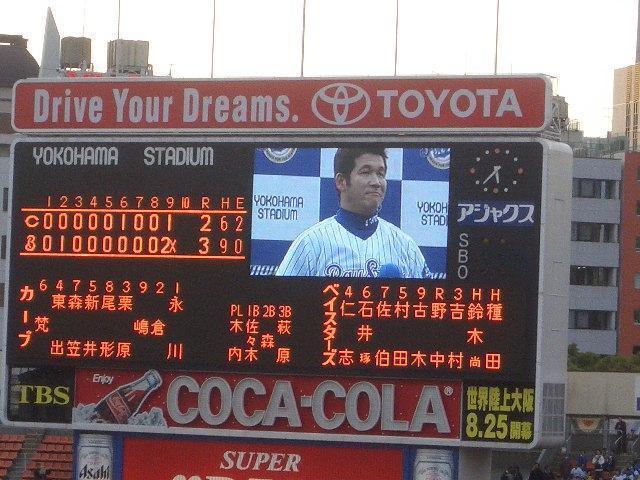 Drive Your Dreams. TOYOTA
YOKOHAMA STADIUM
YOKOHAMA STADIUM
アジャクス
1 2 3 4 5 6 7 8 9 10 R H E
C 0 0 0 0 0 1 0 0 1 2 6 2
B 0 1 0 0 0 0 0 0 2X 3 9 0
S
B
O
カープ
6 4 7 5 8 3 9 2 1
東森新尾栗 永
梵 嶋倉
出笠井形原 川
PL 1B 2B 3B
木佐 萩
々森
内木 原
ベイスターズ
4 6 7 5 9 R 3 H H
仁石佐村古野吉鈴種
井 木
志琢伯田木中村尚田
TBS
Enjoy
COCA-COLA®
世界陸上大阪
8.25開幕
Asahi
SUPER